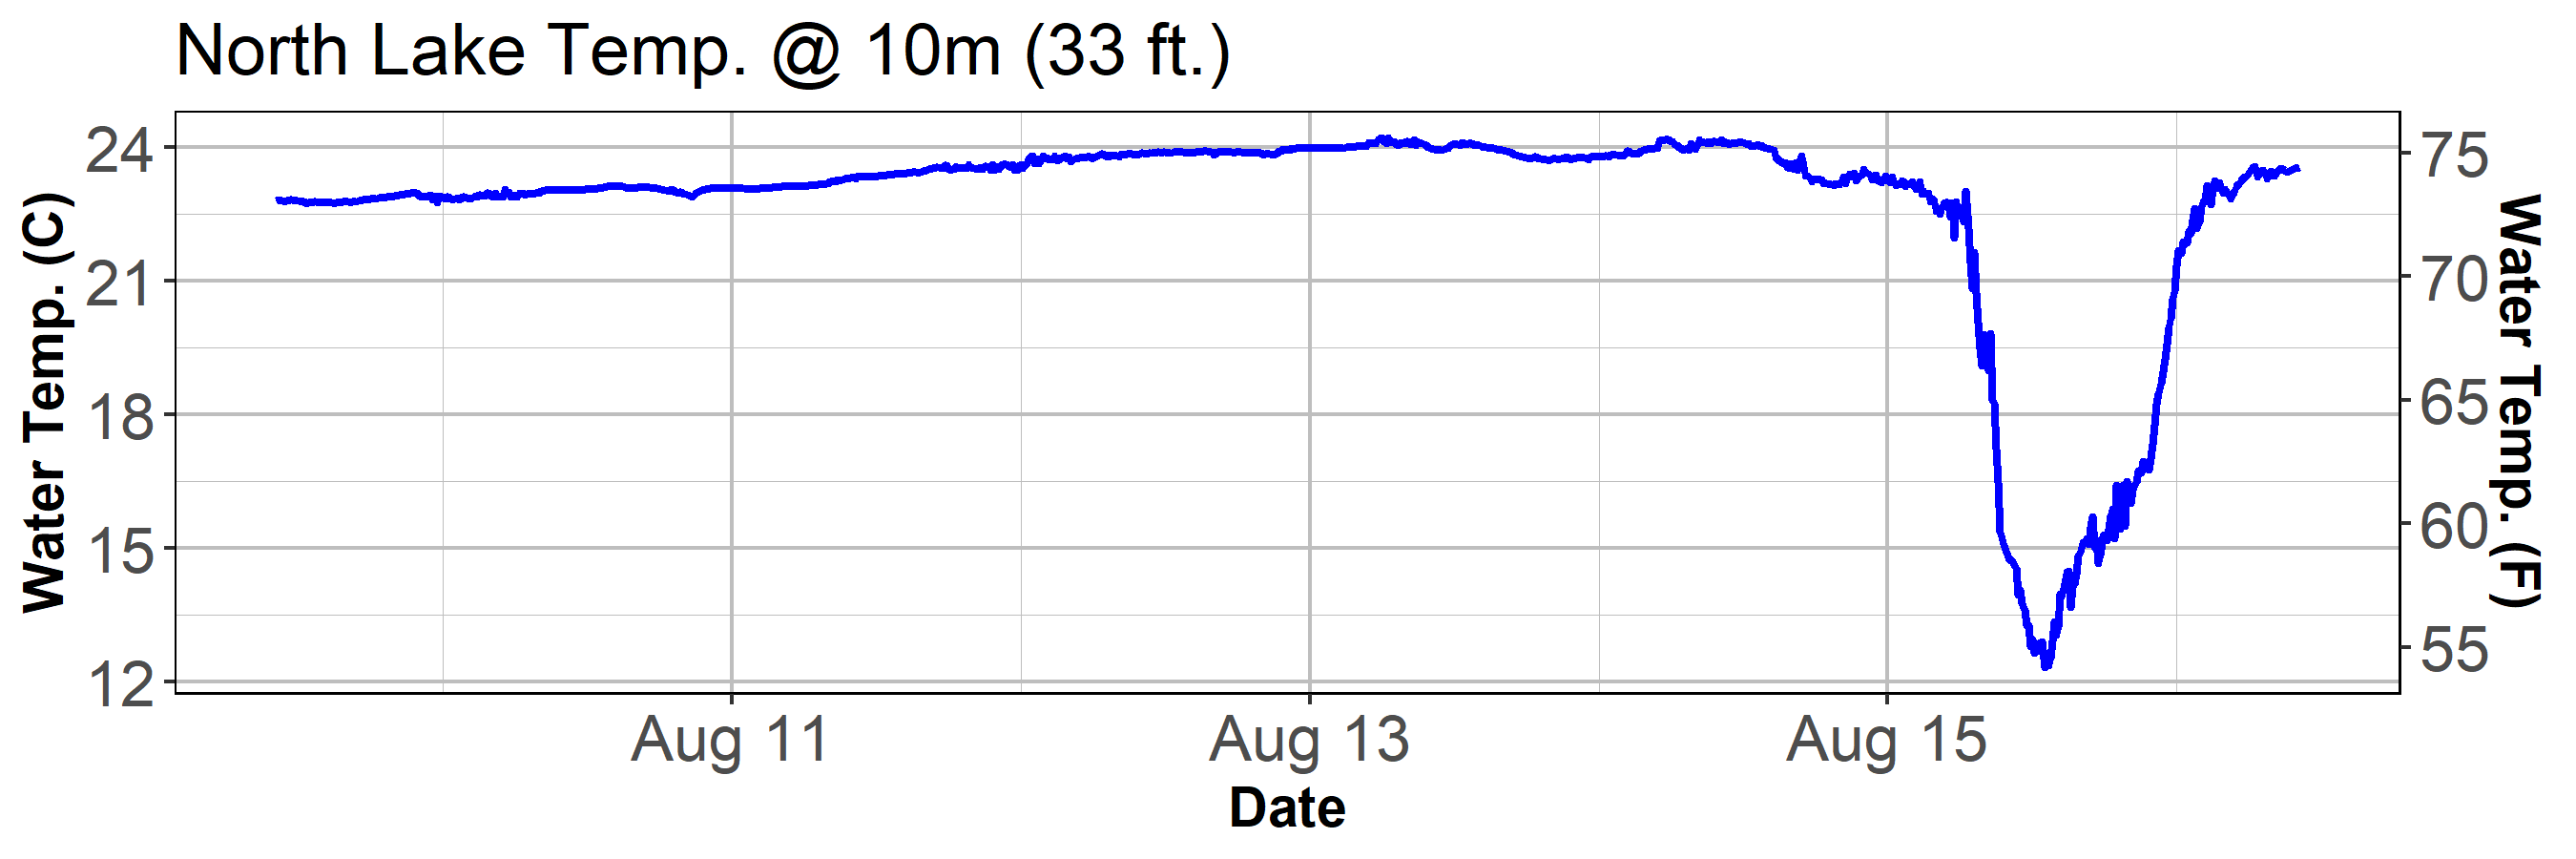 North Lake Temp. @ 10m (33 ft.)
Water Temp. (C)
24
21
18
15
12
75
70
65
60
55
Water Temp. (F)
Aug 11
Aug 13
Aug 15
Date